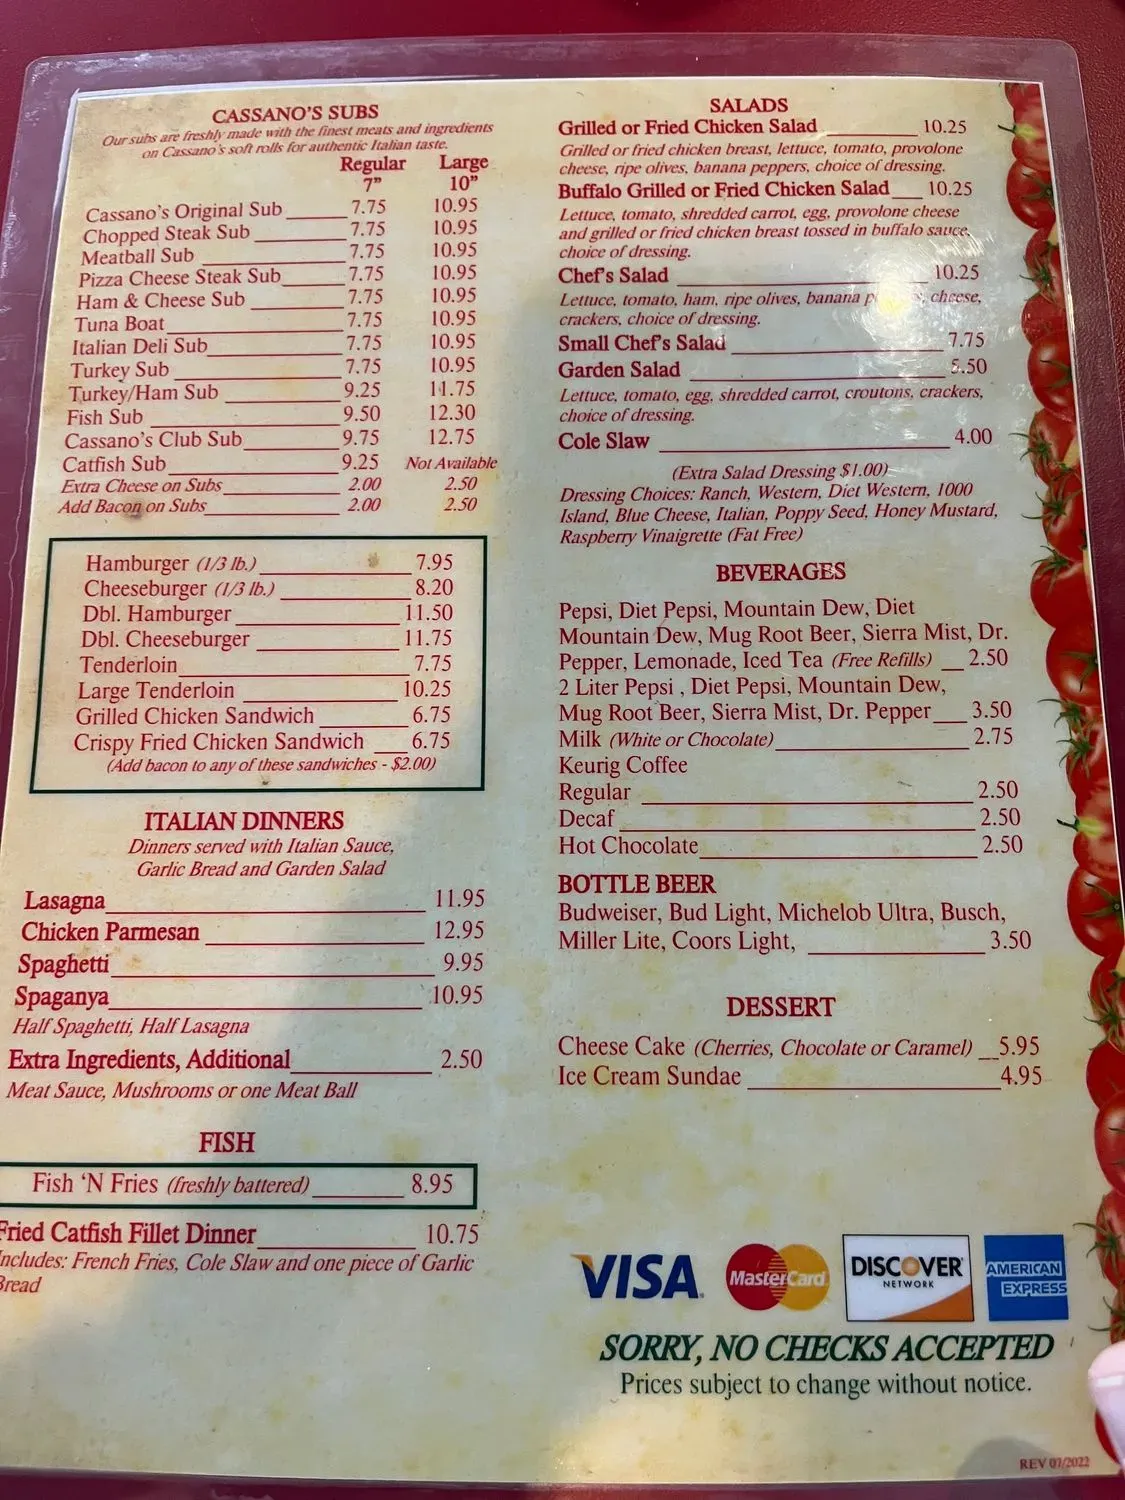 CASSANO'S SUBS
Our subs are freshly made with the finest meats and ingredients
on Cassano's soft rolls for authentic Italian taste.
Regular Large
7" 10"
Cassano's Original Sub 7.75 10.95
Chopped Steak Sub 7.75 10.95
Meatball Sub 7.75 10.95
Pizza Cheese Steak Sub 7.75 10.95
Ham & Cheese Sub 7.75 10.95
Tuna Boat 7.75 10.95
Italian Deli Sub 7.75 10.95
Turkey Sub 7.75 10.95
Turkey/Ham Sub 9.25 11.75
Fish Sub 9.50 12.30
Cassano's Club Sub 9.75 12.75
Catfish Sub 9.25 Not Available
Extra Cheese on Subs 2.00 2.50
Add Bacon on Subs 2.00 2.50
Hamburger (1/3 lb.) 7.95
Cheeseburger (1/3 lb.) 8.20
Dbl. Hamburger 11.50
Dbl. Cheeseburger 11.75
Tenderloin 7.75
Large Tenderloin 10.25
Grilled Chicken Sandwich 6.75
Crispy Fried Chicken Sandwich 6.75
(Add bacon to any of these sandwiches - $2.00)
ITALIAN DINNERS
Dinners served with Italian Sauce,
Garlic Bread and Garden Salad
Lasagna 11.95
Chicken Parmesan 12.95
Spaghetti 9.95
Spaganya 10.95
Half Spaghetti, Half Lasagna
Extra Ingredients, Additional 2.50
Meat Sauce, Mushrooms or one Meat Ball
FISH
Fish 'N Fries (freshly battered) 8.95
Fried Catfish Fillet Dinner 10.75
Includes: French Fries, Cole Slaw and one piece of Garlic
Bread
SALADS
Grilled or Fried Chicken Salad 10.25
Grilled or fried chicken breast, lettuce, tomato, provolone
cheese, ripe olives, banana peppers, choice of dressing.
Buffalo Grilled or Fried Chicken Salad 10.25
Lettuce, tomato, shredded carrot, egg, provolone cheese
and grilled or fried chicken breast tossed in buffalo sauce,
choice of dressing.
Chef's Salad 10.25
Lettuce, tomato, ham, ripe olives, banana cheese,
crackers, choice of dressing.
Small Chef's Salad 7.75
Garden Salad 5.50
Lettuce, tomato, egg, shredded carrot, croutons, crackers,
choice of dressing.
Cole Slaw 4.00
(Extra Salad Dressing $1.00)
Dressing Choices: Ranch, Western, Diet Western, 1000
Island, Blue Cheese, Italian, Poppy Seed, Honey Mustard,
Raspberry Vinaigrette (Fat Free)
BEVERAGES
Pepsi, Diet Pepsi, Mountain Dew, Diet
Mountain Dew, Mug Root Beer, Sierra Mist, Dr.
Pepper, Lemonade, Iced Tea (Free Refills) 2.50
2 Liter Pepsi , Diet Pepsi, Mountain Dew,
Mug Root Beer, Sierra Mist, Dr. Pepper 3.50
Milk (White or Chocolate) 2.75
Keurig Coffee
Regular 2.50
Decaf 2.50
Hot Chocolate 2.50
BOTTLE BEER
Budweiser, Bud Light, Michelob Ultra, Busch,
Miller Lite, Coors Light, 3.50
DESSERT
Cheese Cake (Cherries, Chocolate or Caramel) 5.95
Ice Cream Sundae 4.95
VISA MasterCard DISCOVER NETWORK AMERICAN EXPRESS
SORRY, NO CHECKS ACCEPTED
Prices subject to change without notice.
REV 07/2022